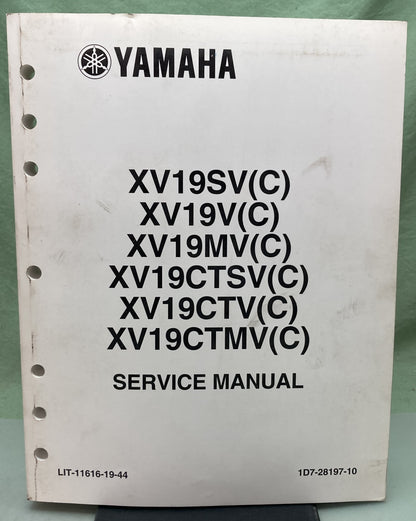 YAMAHA
XV19SV(C)
XV19V(C)
XV19MV(C)
XV19CTSV(C)
XV19CTV(C)
XV19CTMV(C)
SERVICE MANUAL
LIT-11616-19-44 1D7-28197-10